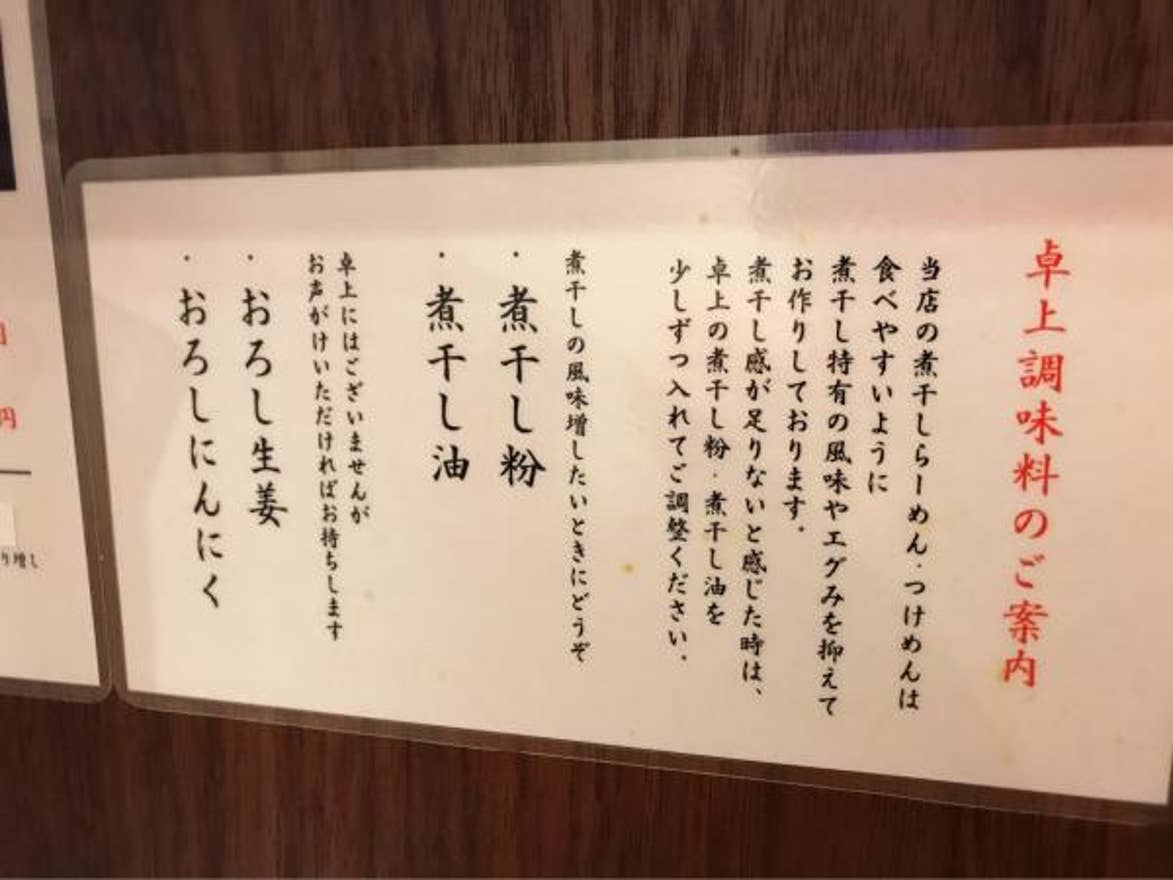 卓上調味料のご案内
当店の煮干しらーめん・つけめんは
食べやすいように
煮干し特有の風味やエグみを抑えて
お作りしております。
煮干し感が足りないと感じた時は、
卓上の煮干し粉・煮干し油を
少しずつ入れてご調整ください。
煮干しの風味増したいときにどうぞ
・煮干し粉
・煮干し油
卓上にはございませんが
お声がけいただければお持ちします
・おろし生姜
・おろしにんにく
円
り増し